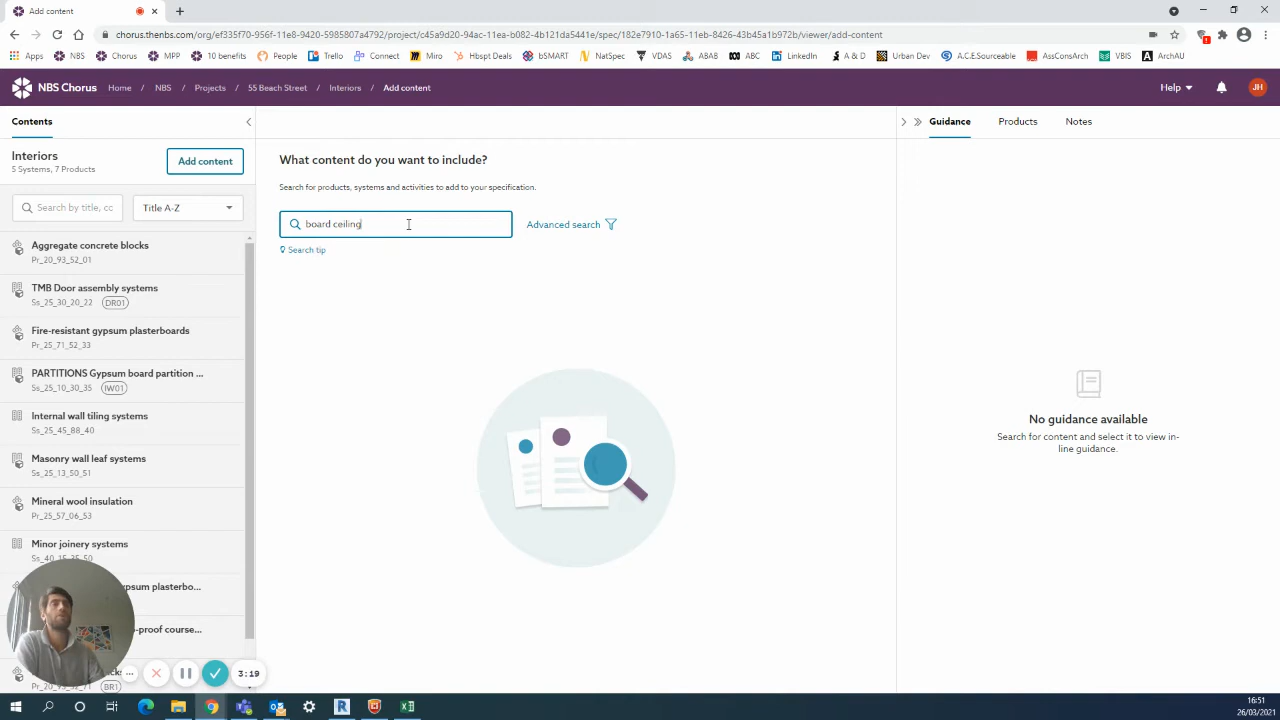 Add content
chorus.thenbs.com/org/ef335f70-956f-11e8-9420-5985807a4792/project/c45a9d20-94ac-11ea-b082-4b121da5441e/spec/182e7910-1a65-11eb-8426-43b45a1b972b/viewer/add-content
Apps NBS Chorus MPP 10 benefits People Trello Connect Miro Hbspt Deals bSMART NatSpec VDAS ABAB ABC LinkedIn A & D Urban Dev A.C.E.Sourceable AssConsArch VBIS ArchAU
NBS Chorus Home / NBS / Projects / 55 Beach Street / Interiors / Add content Help JH
Contents
Guidance Products Notes
Interiors
5 Systems, 7 Products
Add content
Search by title, co
Title A-Z
Aggregate concrete blocks
Pr_20_93_52_01
TMB Door assembly systems
Ss_25_30_20_22 DR01
Fire-resistant gypsum plasterboards
Pr_25_71_52_33
PARTITIONS Gypsum board partition ...
Ss_25_10_30_35 IW01
Internal wall tiling systems
Ss_25_45_88_40
Masonry wall leaf systems
Ss_25_13_50_51
Mineral wool insulation
Pr_25_57_06_53
Minor joinery systems
Ss_40_15_35_50
gypsum plasterbo...
-proof course...
BR1
3:19
What content do you want to include?
Search for products, systems and activities to add to your specification.
board ceiling
Advanced search
Search tip
No guidance available
Search for content and select it to view in-
line guidance.
16:51
26/03/2021